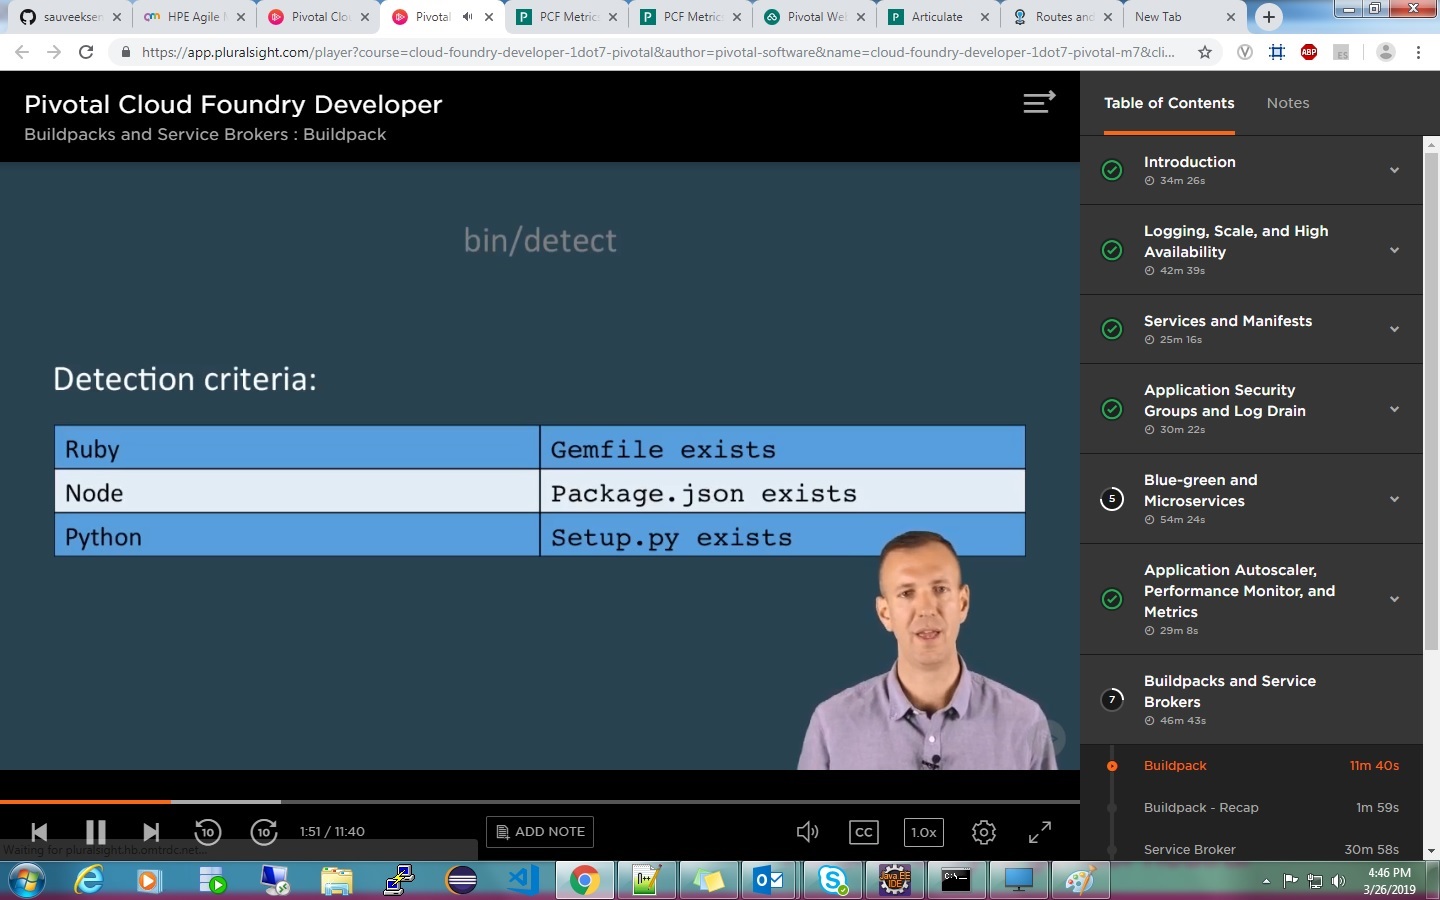 sauveeksen
HPE Agile M
Pivotal Clou
Pivotal
PCF Metric
PCF Metric
Pivotal Web
Articulate
Routes and
New Tab
https://app.pluralsight.com/player?course=cloud-foundry-developer-1dot7-pivotal&author=pivotal-software&name=cloud-foundry-developer-1dot7-pivotal-m7&cli...
ABP
ES
Pivotal Cloud Foundry Developer
Buildpacks and Service Brokers : Buildpack
Table of Contents
Notes
bin/detect
Detection criteria:
Ruby Gemfile exists
Node Package.json exists
Python Setup.py exists
Introduction
34m 26s
Logging, Scale, and High
Availability
42m 39s
Services and Manifests
25m 16s
Application Security
Groups and Log Drain
30m 22s
5
Blue-green and
Microservices
54m 24s
Application Autoscaler,
Performance Monitor, and
Metrics
29m 8s
7
Buildpacks and Service
Brokers
46m 43s
Buildpack 11m 40s
Buildpack - Recap 1m 59s
Service Broker 30m 58s
10
10
1:51 / 11:40
ADD NOTE
CC
1.0x
Waiting for pluralsight.hb.omtrdc.net...
Java EE
IDE
C:\_
4:46 PM
3/26/2019